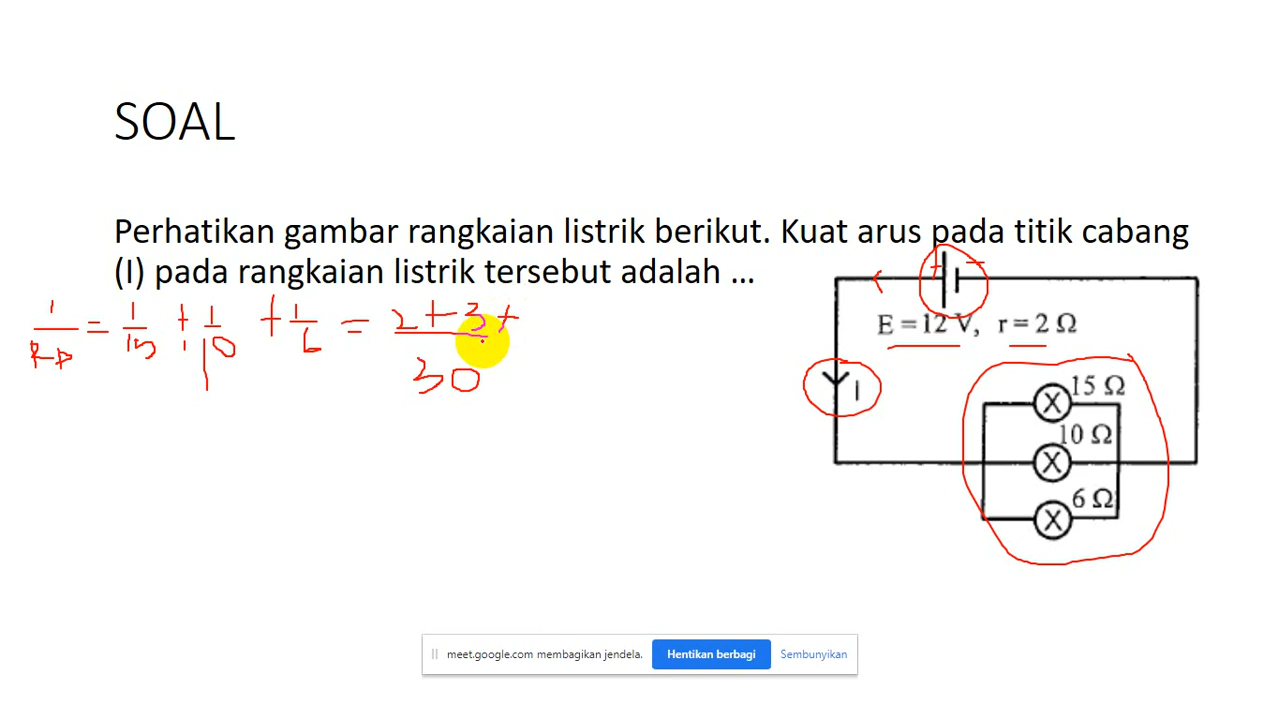 SOAL
Perhatikan gambar rangkaian listrik berikut. Kuat arus pada titik cabang
(I) pada rangkaian listrik tersebut adalah ...
+ −
E = 12 V, r = 2 Ω
1/Rp = 1/15 + 1/10 + 1/6 = 2 + 3 + / 30
I
15 Ω
10 Ω
6 Ω
meet.google.com membagikan jendela. Hentikan berbagi Sembunyikan